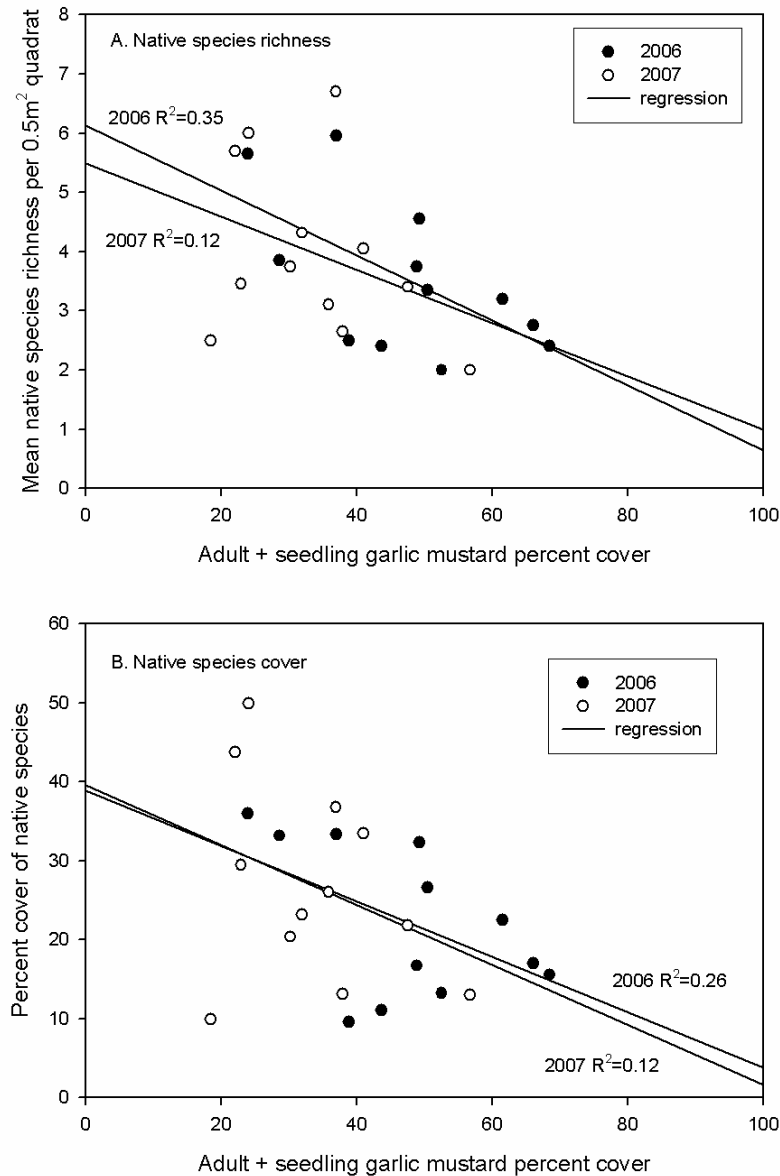 A. Native species richness
2006
2007
regression
2006 R²=0.35
2007 R²=0.12
Mean native species richness per 0.5m² quadrat
8
7
6
5
4
3
2
1
0
0 20 40 60 80 100
Adult + seedling garlic mustard percent cover
B. Native species cover
2006
2007
regression
2006 R²=0.26
2007 R²=0.12
Percent cover of native species
60
50
40
30
20
10
0
0 20 40 60 80 100
Adult + seedling garlic mustard percent cover